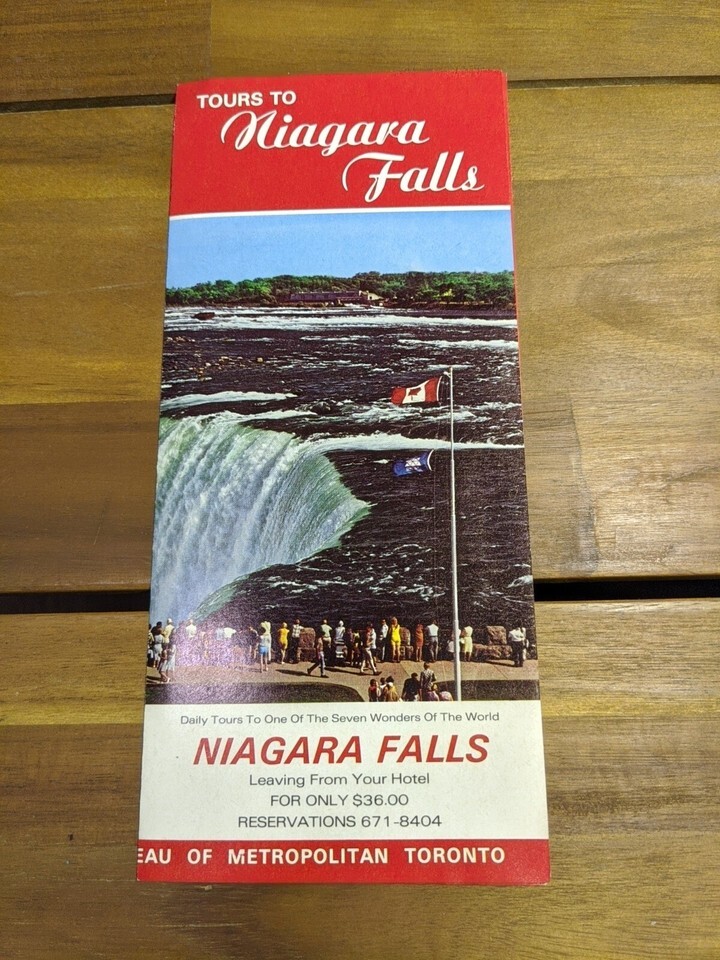 TOURS TO
Niagara
Falls
Daily Tours To One Of The Seven Wonders Of The World
NIAGARA FALLS
Leaving From Your Hotel
FOR ONLY $36.00
RESERVATIONS 671-8404
EAU OF METROPOLITAN TORONTO